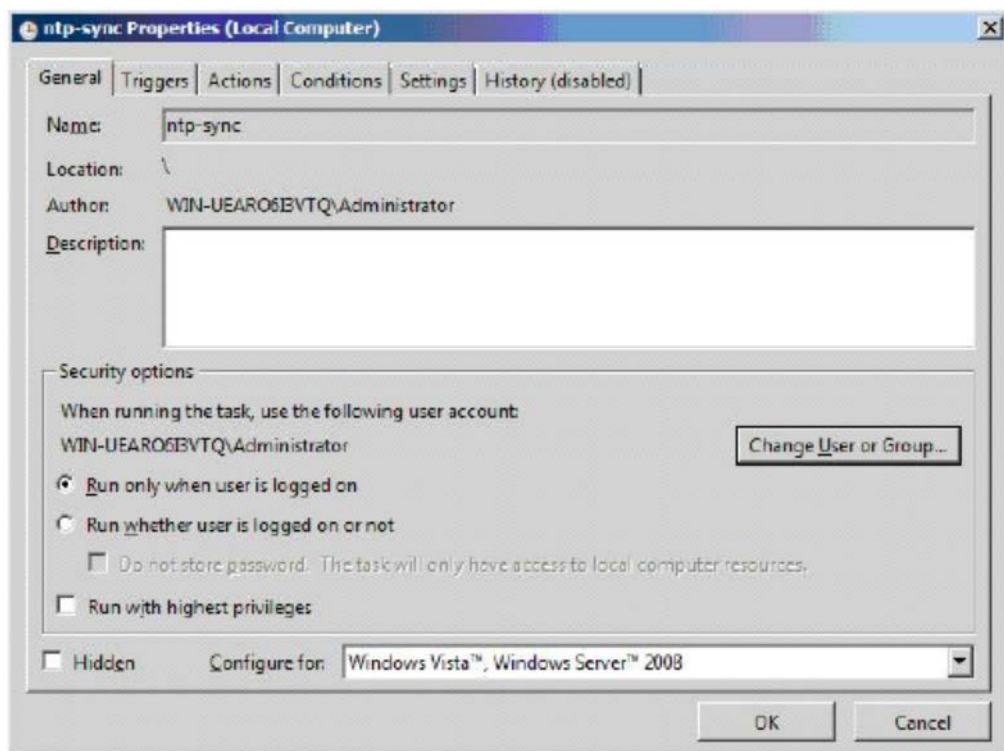 ntp-sync Properties (Local Computer)
General Triggers Actions Conditions Settings History (disabled)
Name: ntp-sync
Location: \
Author: WIN-UEARO6I3VTQ\Administrator
Description:
Security options
When running the task, use the following user account:
WIN-UEARO6I3VTQ\Administrator
Change User or Group...
Run only when user is logged on
Run whether user is logged on or not
Do not store password. The task will only have access to local computer resources.
Run with highest privileges
Hidden Configure for: Windows Vista™, Windows Server™ 2008
OK Cancel